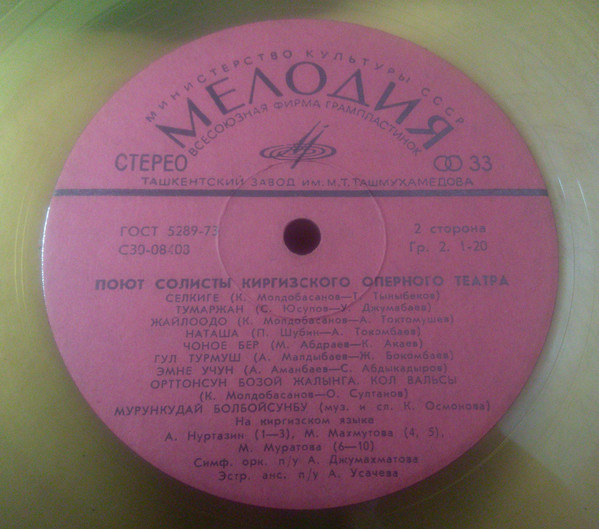 МИНИСТЕРСТВО КУЛЬТУРЫ СССР
МЕЛОДИЯ
ВСЕСОЮЗНАЯ ФИРМА ГРАМПЛАСТИНОК
СТЕРЕО
33
ТАШКЕНТСКИЙ ЗАВОД ИМ. М. Т. ТАШМУХАМЕДОВА
ГОСТ 5289-73
2 сторона
С30-08408
Гр. 2. 1-20
ПОЮТ СОЛИСТЫ КИРГИЗСКОГО ОПЕРНОГО ТЕАТРА
СЕЛКИГЕ (К. Молдобасанов—Т. Тыныбеков)
ТУМАРЖАН (С. Юсупов—У. Джумабаев)
ЖАЙЛООДО (К. Молдобасанов—А. Токтомушев)
НАТАША (П. Шубин—А. Токомбаев)
ЧОНОЕ БЕР (М. Абдраев—К. Акаев)
ГУЛ ТУРМУШ (А. Малдыбаев—Ж. Бокомбаев)
ЭМНЕ УЧУН (А. Аманбаев—С. Абдыкадыров)
ОРТТОНСУН БОЗОЙ ЖАЛЫНГА. КОЛ ВАЛЬСЫ
(К. Молдобасанов—О. Султанов)
МУРУНКУДАЙ БОЛБОЙСУНБУ (муз. и сл. К. Осмонова)
На киргизском языке
А. Нуртазин (1—3), М. Махмутова (4, 5),
М. Муратова (6—10)
Симф. орк. п/у А. Джумахматова
Эстр. анс. п/у А. Усачева